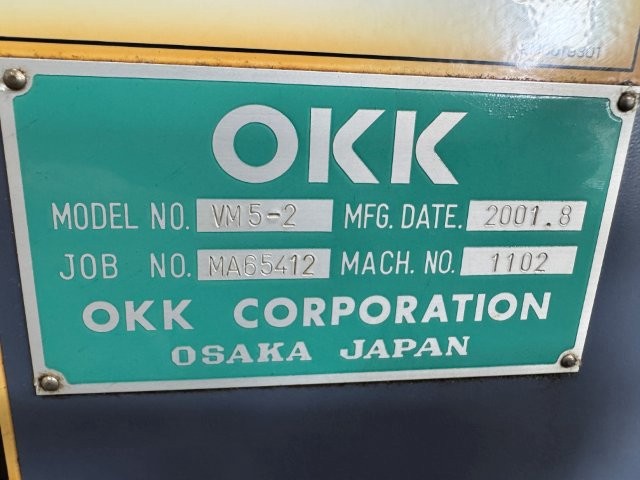 OKK
MODEL NO. VM5-2 MFG. DATE. 2001.8
JOB NO. MA65412 MACH. NO. 1102
OKK CORPORATION
OSAKA JAPAN